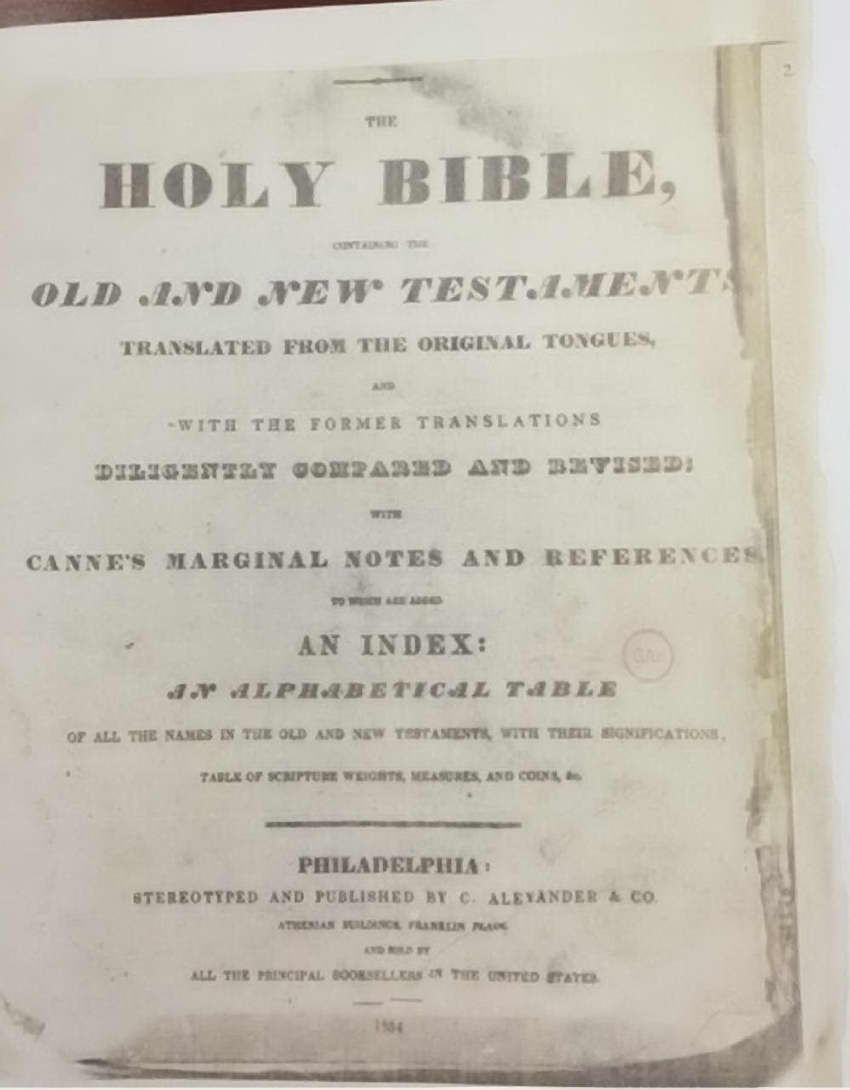 2
THE
HOLY BIBLE,
CONTAINING THE
OLD AND NEW TESTAMENTS
TRANSLATED FROM THE ORIGINAL TONGUES,
AND
WITH THE FORMER TRANSLATIONS
DILIGENTLY COMPARED AND REVISED;
WITH
CANNE'S MARGINAL NOTES AND REFERENCES.
TO WHICH ARE ADDED
AN INDEX:
AN ALPHABETICAL TABLE
OF ALL THE NAMES IN THE OLD AND NEW TESTAMENTS, WITH THEIR SIGNIFICATIONS,
TABLE OF SCRIPTURE WEIGHTS, MEASURES, AND COINS, &c.
PHILADELPHIA:
STEREOTYPED AND PUBLISHED BY C. ALEXANDER & CO.
ATHENIAN BUILDINGS, FRANKLIN PLACE.
AND SOLD BY
ALL THE PRINCIPAL BOOKSELLERS IN THE UNITED STATES.